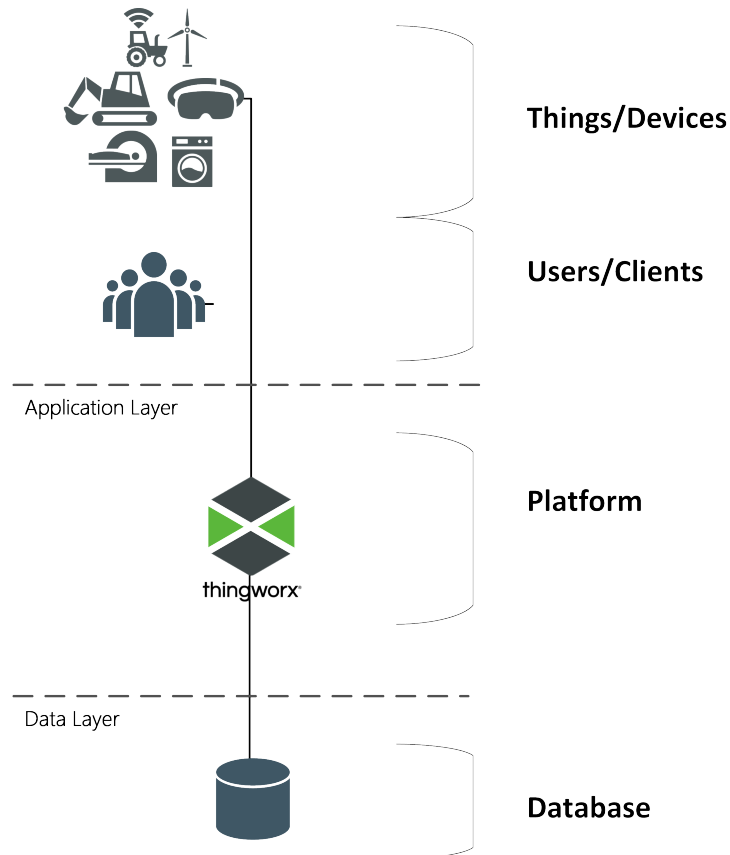 Things/Devices
Users/Clients
Application Layer
Platform
thingworx®
Data Layer
Database